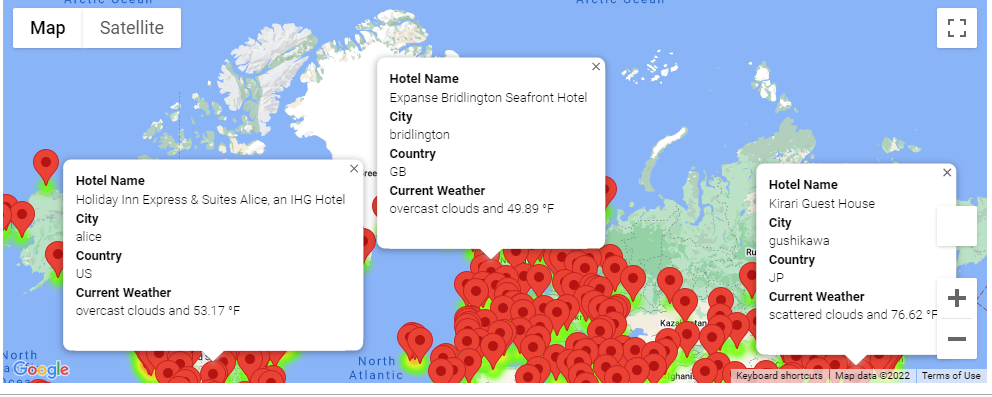 Arctic Ocean
Arctic Ocean
Map
Satellite
Hotel Name
Expanse Bridlington Seafront Hotel
City
bridlington
Country
GB
Current Weather
overcast clouds and 49.89 °F
Hotel Name
Holiday Inn Express & Suites Alice, an IHG Hotel
City
alice
Country
US
Current Weather
overcast clouds and 53.17 °F
Hotel Name
Kirari Guest House
City
gushikawa
Country
JP
Current Weather
scattered clouds and 76.62 °F
North
Atlantic
North
Google
Keyboard shortcuts
Map data ©2022
Terms of Use